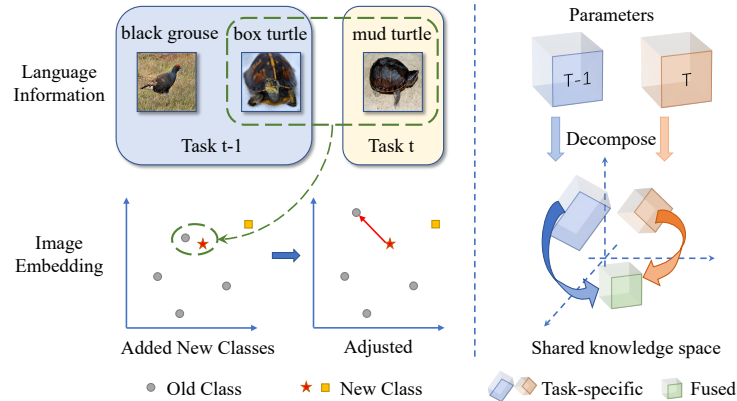 black grouse
box turtle
mud turtle
Language
Information
Task t-1
Task t
Image
Embedding
Added New Classes
Adjusted
Old Class
New Class
Parameters
T-1
T
Decompose
Shared knowledge space
Task-specific
Fused